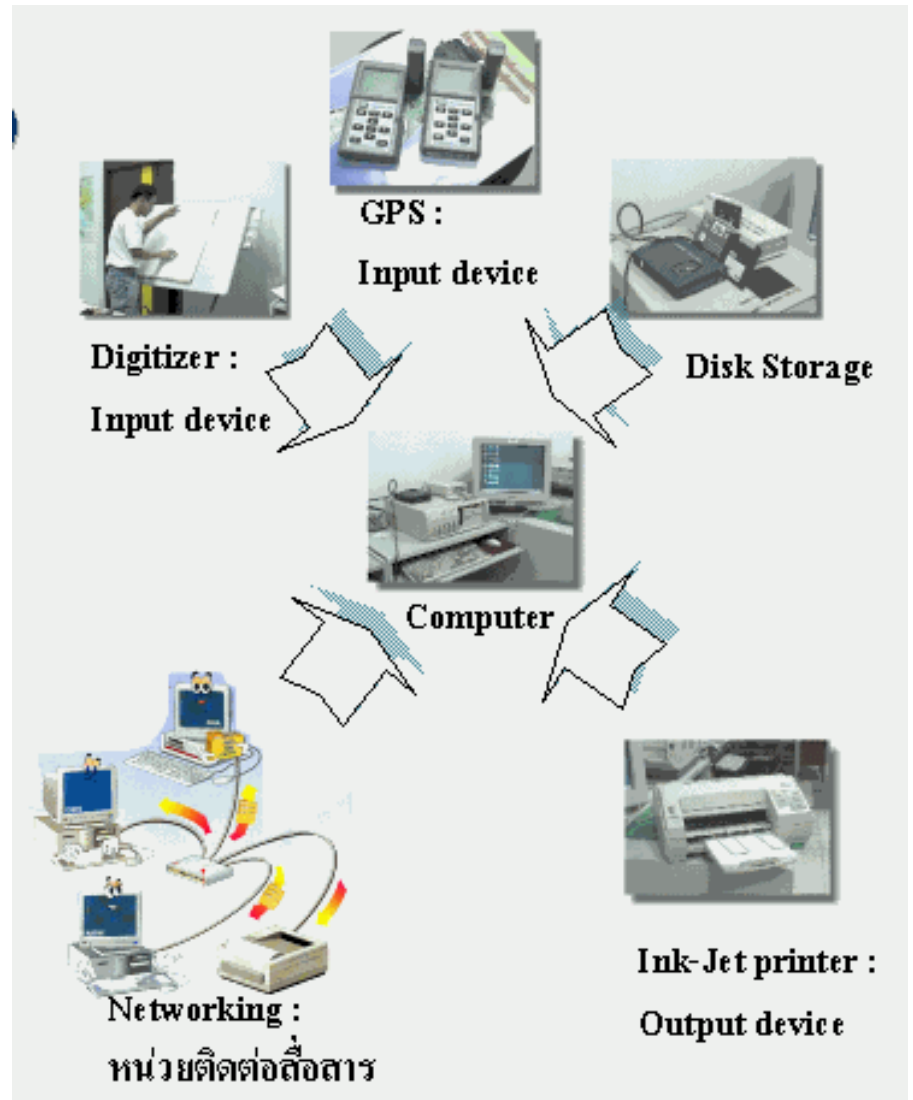 GPS :
Input device
Digitizer :
Input device
Disk Storage
Computer
Networking :
หน่วยติดต่อสื่อสาร
Ink-Jet printer :
Output device